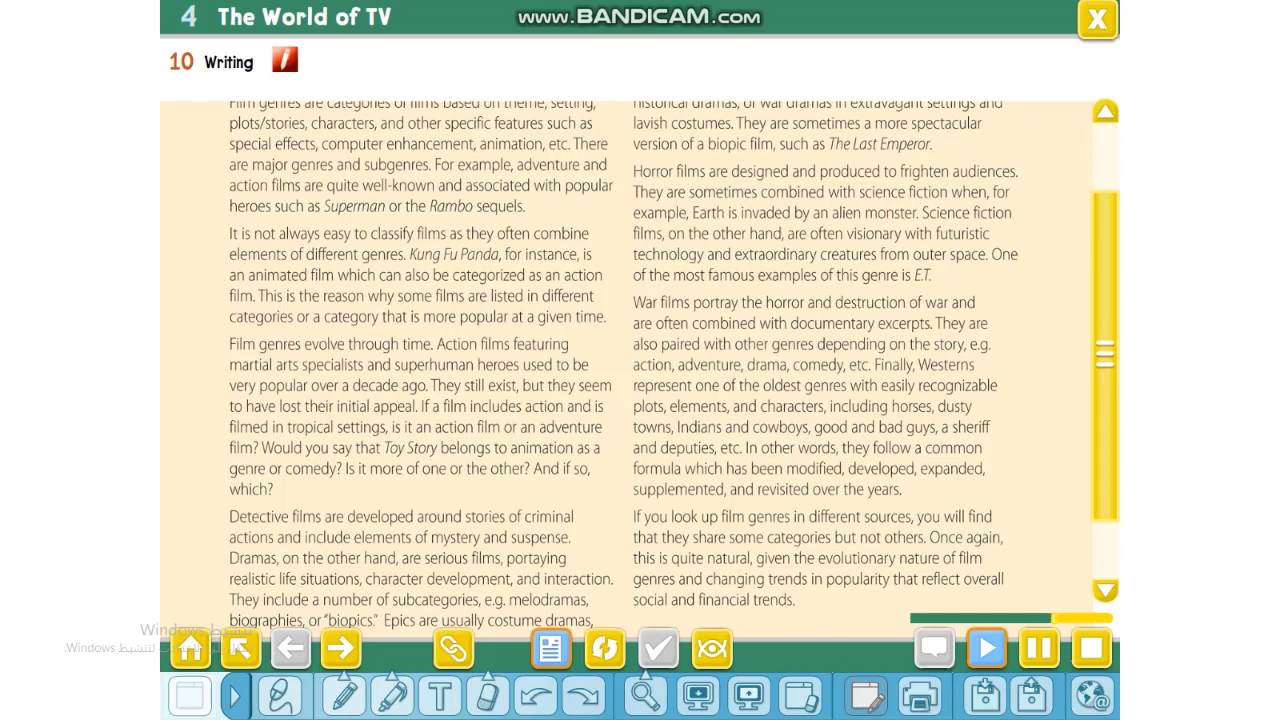 4 The World of TV
www.BANDICAM.com
X
10 Writing
Film genres are categories of films based on theme, setting,
plots/stories, characters, and other specific features such as
special effects, computer enhancement, animation, etc. There
are major genres and subgenres. For example, adventure and
action films are quite well-known and associated with popular
heroes such as Superman or the Rambo sequels.
It is not always easy to classify films as they often combine
elements of different genres. Kung Fu Panda, for instance, is
an animated film which can also be categorized as an action
film. This is the reason why some films are listed in different
categories or a category that is more popular at a given time.
Film genres evolve through time. Action films featuring
martial arts specialists and superhuman heroes used to be
very popular over a decade ago. They still exist, but they seem
to have lost their initial appeal. If a film includes action and is
filmed in tropical settings, is it an action film or an adventure
film? Would you say that Toy Story belongs to animation as a
genre or comedy? Is it more of one or the other? And if so,
which?
Detective films are developed around stories of criminal
actions and include elements of mystery and suspense.
Dramas, on the other hand, are serious films, portaying
realistic life situations, character development, and interaction.
They include a number of subcategories, e.g. melodramas,
biographies, or “biopics.” Epics are usually costume dramas,
historical dramas, or war dramas in extravagant settings and
lavish costumes. They are sometimes a more spectacular
version of a biopic film, such as The Last Emperor.
Horror films are designed and produced to frighten audiences.
They are sometimes combined with science fiction when, for
example, Earth is invaded by an alien monster. Science fiction
films, on the other hand, are often visionary with futuristic
technology and extraordinary creatures from outer space. One
of the most famous examples of this genre is E.T.
War films portray the horror and destruction of war and
are often combined with documentary excerpts. They are
also paired with other genres depending on the story, e.g.
action, adventure, drama, comedy, etc. Finally, Westerns
represent one of the oldest genres with easily recognizable
plots, elements, and characters, including horses, dusty
towns, Indians and cowboys, good and bad guys, a sheriff
and deputies, etc. In other words, they follow a common
formula which has been modified, developed, expanded,
supplemented, and revisited over the years.
If you look up film genres in different sources, you will find
that they share some categories but not others. Once again,
this is quite natural, given the evolutionary nature of film
genres and changing trends in popularity that reflect overall
social and financial trends.
Windows
لتنشيط Windows.
T